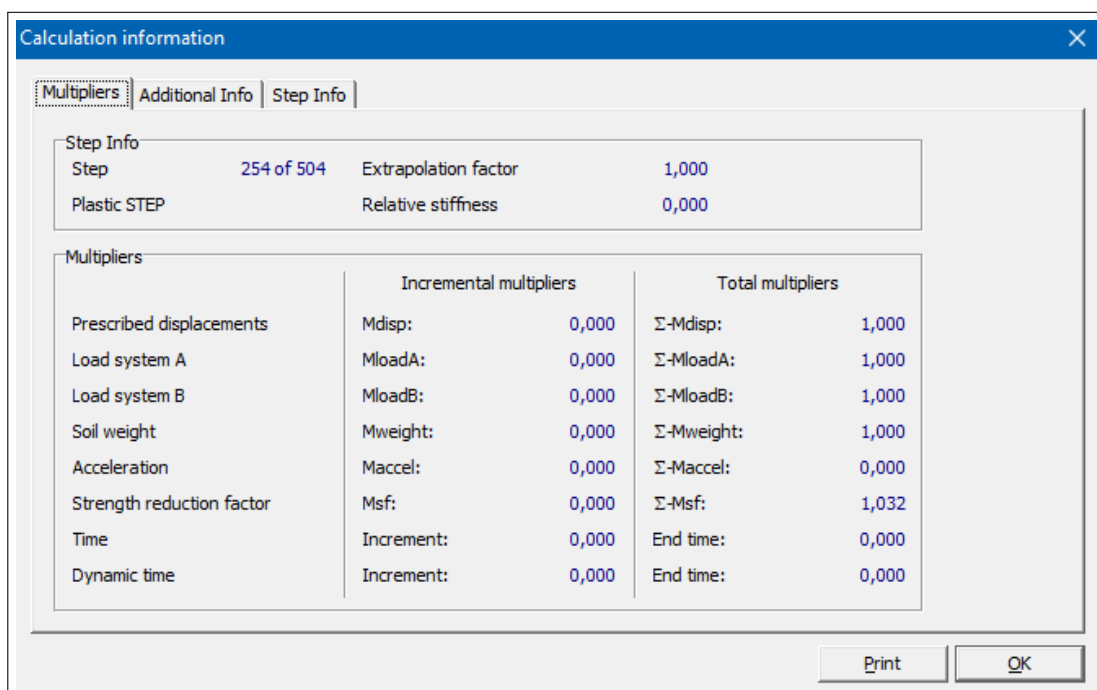 Calculation information
Multipliers Additional Info Step Info
Step Info
Step 254 of 504 Extrapolation factor 1,000
Plastic STEP Relative stiffness 0,000
Multipliers
Incremental multipliers Total multipliers
Prescribed displacements Mdisp: 0,000 Σ-Mdisp: 1,000
Load system A MloadA: 0,000 Σ-MloadA: 1,000
Load system B MloadB: 0,000 Σ-MloadB: 1,000
Soil weight Mweight: 0,000 Σ-Mweight: 1,000
Acceleration Maccel: 0,000 Σ-Maccel: 0,000
Strength reduction factor Msf: 0,000 Σ-Msf: 1,032
Time Increment: 0,000 End time: 0,000
Dynamic time Increment: 0,000 End time: 0,000
Print OK